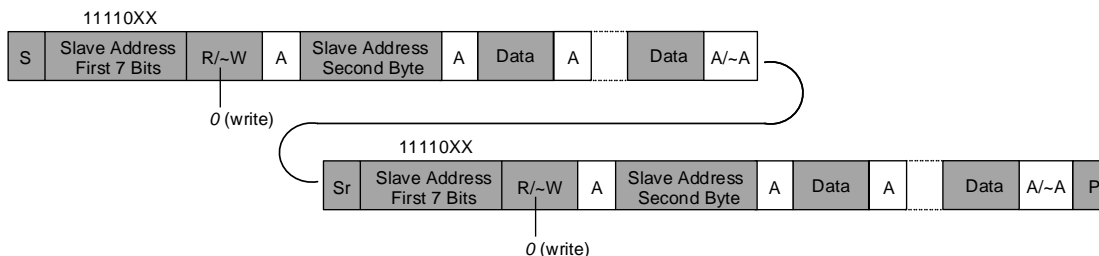 11110XX
S Slave Address First 7 Bits R/~W A Slave Address Second Byte A Data A Data A/~A
0 (write)
11110XX
Sr Slave Address First 7 Bits R/~W A Slave Address Second Byte A Data A Data A/~A P
0 (write)